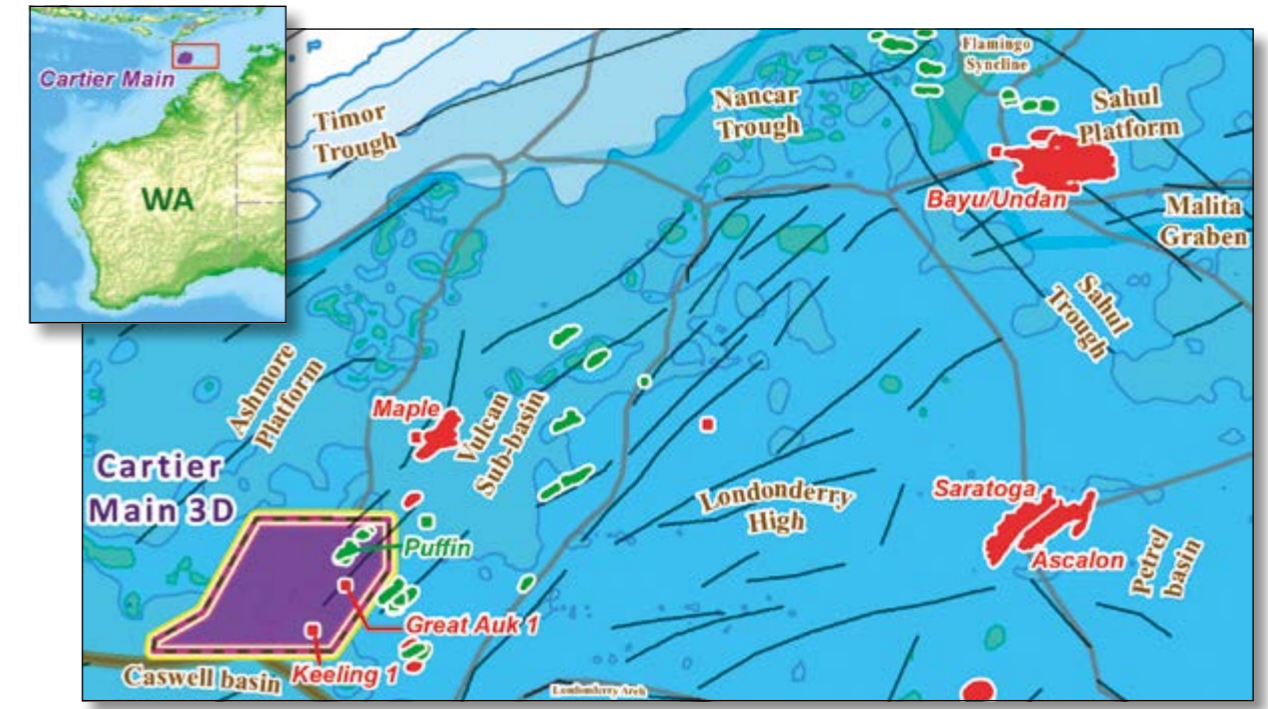 Cartier Main
WA
Timor
Trough
Nancar
Trough
Flamingo
Syncline
Sahul
Platform
Bayu/Undan
Malita
Graben
Sahul
Trough
Ashmore
Platform
Maple
Vulcan
Sub-basin
Cartier
Main 3D
Londonderry
High
Saratoga
Ascalon
Petrel
basin
Puffin
Great Auk 1
Keeling 1
Caswell basin
Londonderry Arch